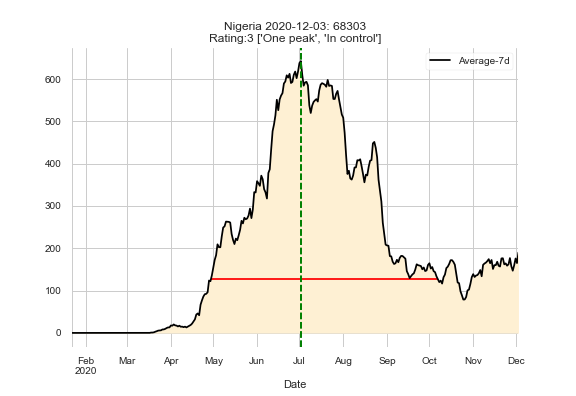 Nigeria 2020-12-03: 68303
Rating:3 ['One peak', 'In control']
Average-7d
600
500
400
300
200
100
0
Feb Mar Apr May Jun Jul Aug Sep Oct Nov Dec
2020
Date